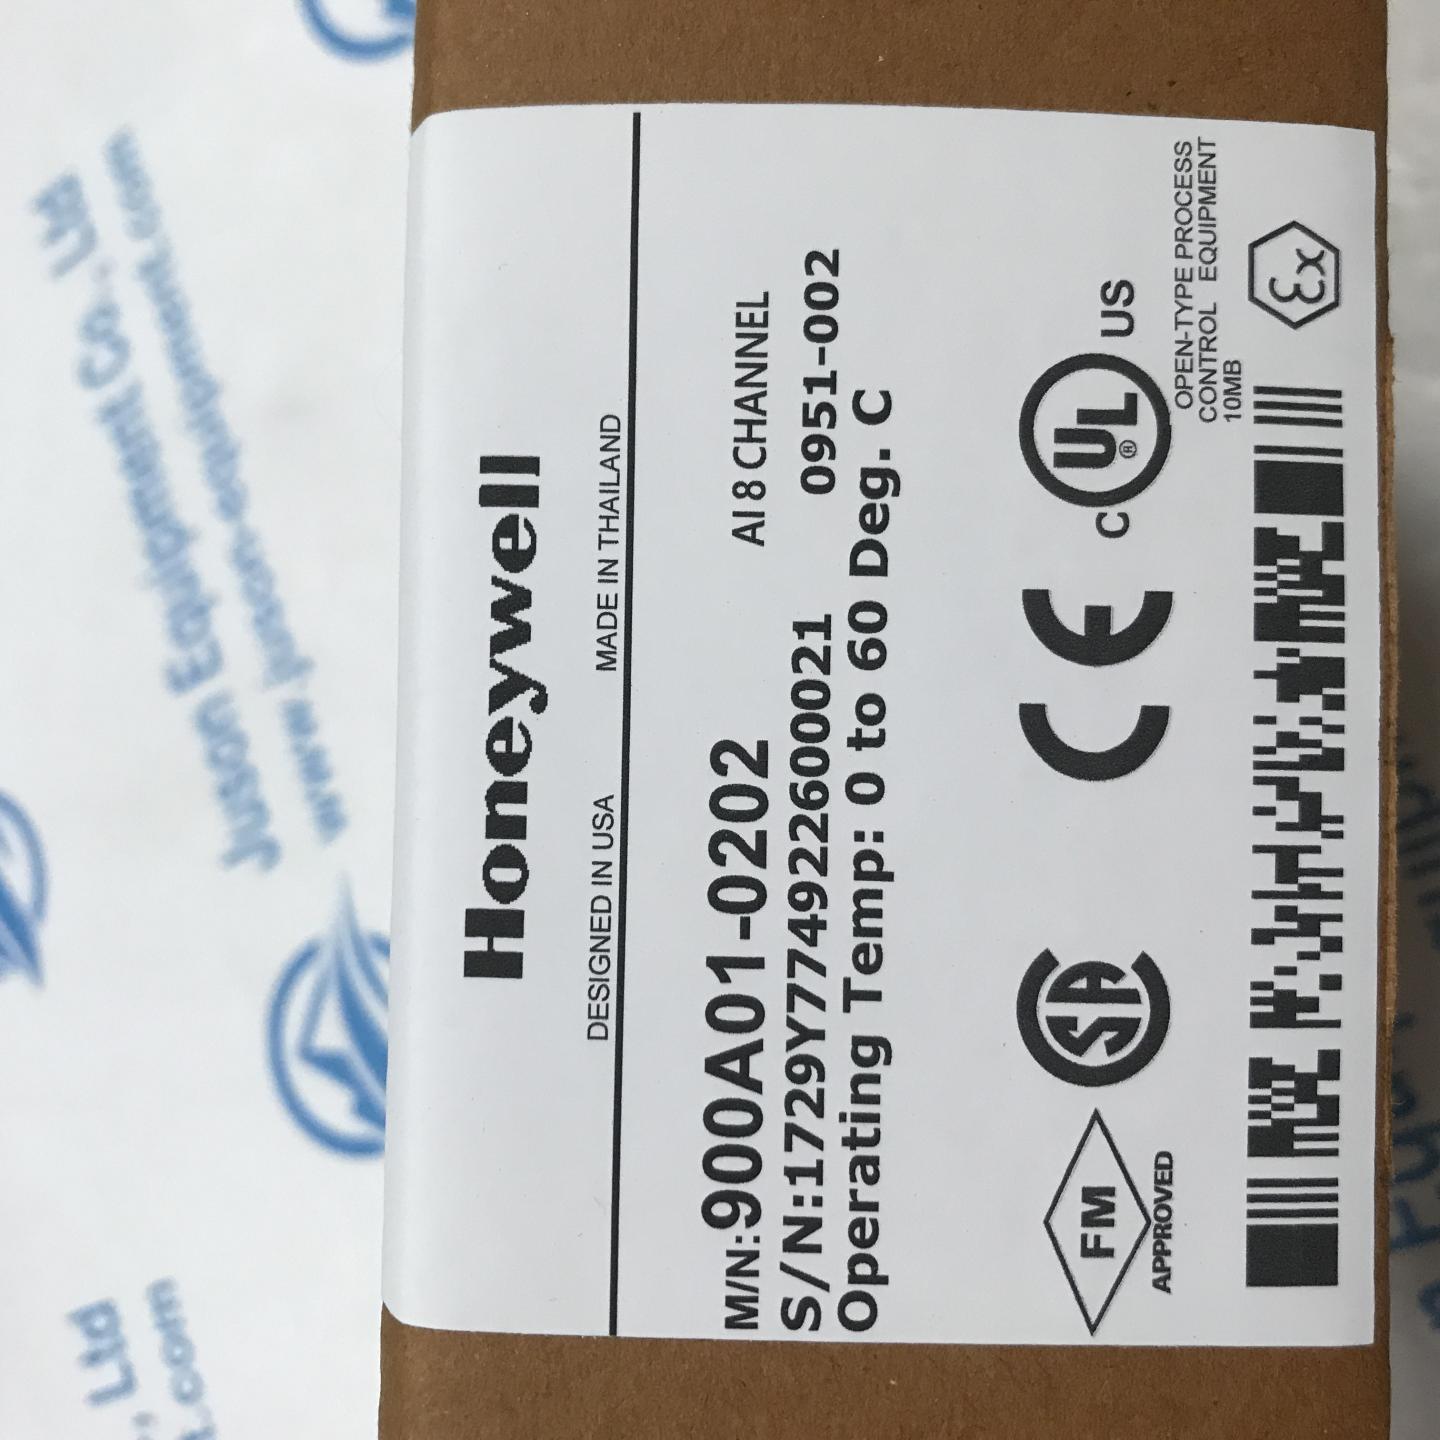 Honeywell
DESIGNED IN USA MADE IN THAILAND
M/N:900A01-0202 AI 8 CHANNEL
S/N:1729Y774922600021 0951-002
Operating Temp: 0 to 60 Deg. C
FM
APPROVED
SA
CE
C UL ® US
OPEN-TYPE PROCESS
CONTROL EQUIPMENT
10MB
Ex
Juson Equipment Co., Ltd
www.juson-equipment.com
, Ltd
.com